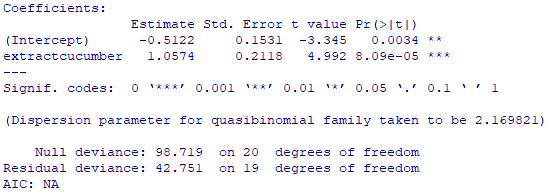 Coefficients:
Estimate Std. Error t value Pr(>|t|)
(Intercept) -0.5122 0.1531 -3.345 0.0034 **
extractcucumber 1.0574 0.2118 4.992 8.09e-05 ***
---
Signif. codes: 0 ‘***’ 0.001 ‘**’ 0.01 ‘*’ 0.05 ‘.’ 0.1 ‘ ’ 1
(Dispersion parameter for quasibinomial family taken to be 2.169821)
Null deviance: 98.719 on 20 degrees of freedom
Residual deviance: 42.751 on 19 degrees of freedom
AIC: NA